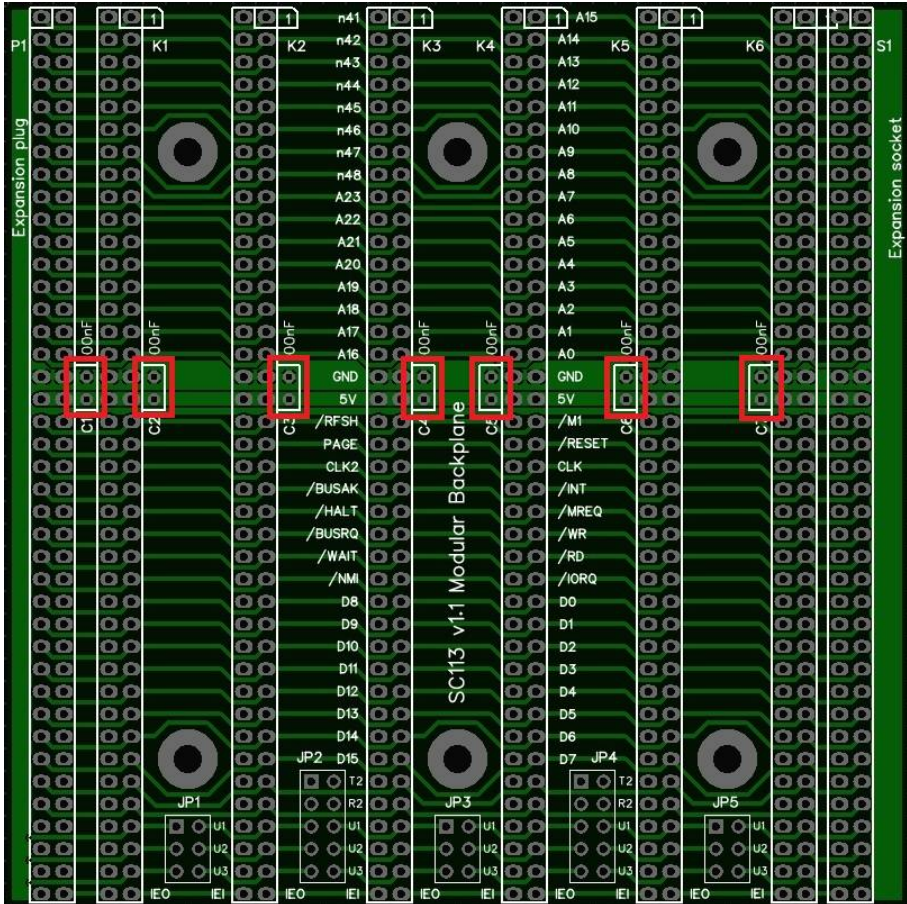 1
1
1
1
1
n41
A15
P1
K1
K2
K3
K4
K5
K6
S1
n42
A14
n43
A13
n44
A12
n45
A11
n46
A10
n47
A9
n48
A8
A23
A7
A22
A6
A21
A5
A20
A4
A19
A3
A18
A2
A17
A1
A16
A0
GND
GND
5V
5V
/RFSH
/M1
PAGE
/RESET
CLK2
CLK
/BUSAK
/INT
/HALT
/MREQ
/BUSRQ
/WR
/WAIT
/RD
/NMI
/IORQ
D8
D0
D9
D1
D10
D2
D11
D3
D12
D4
D13
D5
D14
D6
D15
D7
Expansion plug
Expansion socket
00nF
00nF
00nF
00nF
00nF
00nF
00nF
C1
C2
C3
C4
C5
C6
SC113 v1.1 Modular Backplane
JP1
U1
U2
U3
IEO
IEI
JP2
T2
R2
U1
U2
U3
IEO
IEI
JP3
U1
U2
U3
IEO
IEI
JP4
T2
R2
U1
U2
U3
IEO
IEI
JP5
U1
U2
U3
IEO
IEI